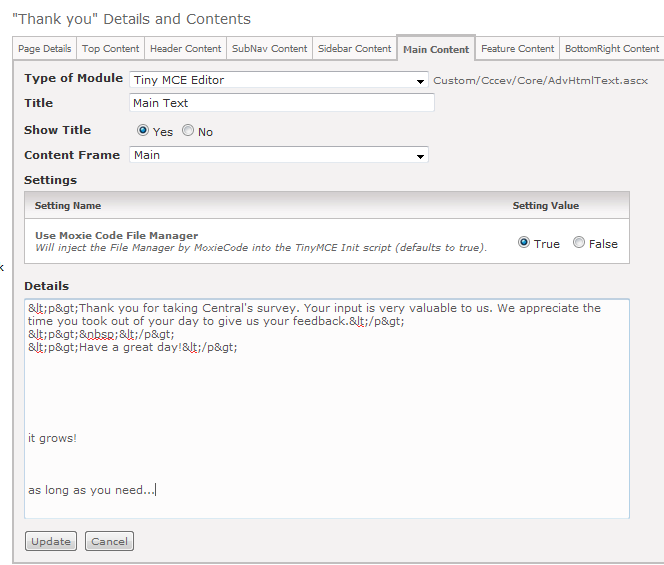 "Thank you" Details and Contents
Page Details Top Content Header Content SubNav Content Sidebar Content Main Content Feature Content BottomRight Content
Type of Module Tiny MCE Editor Custom/Cccev/Core/AdvHtmlText.ascx
Title Main Text
Show Title Yes No
Content Frame Main
Settings
Setting Name Setting Value
Use Moxie Code File Manager
Will inject the File Manager by MoxieCode into the TinyMCE Init script (defaults to true). True False
k
Details
&lt;p&gt;Thank you for taking Central's survey. Your input is very valuable to us. We appreciate the
time you took out of your day to give us your feedback.&lt;/p&gt;
&lt;p&gt;&nbsp;&lt;/p&gt;
&lt;p&gt;Have a great day!&lt;/p&gt;
it grows!
as long as you need...
Update Cancel